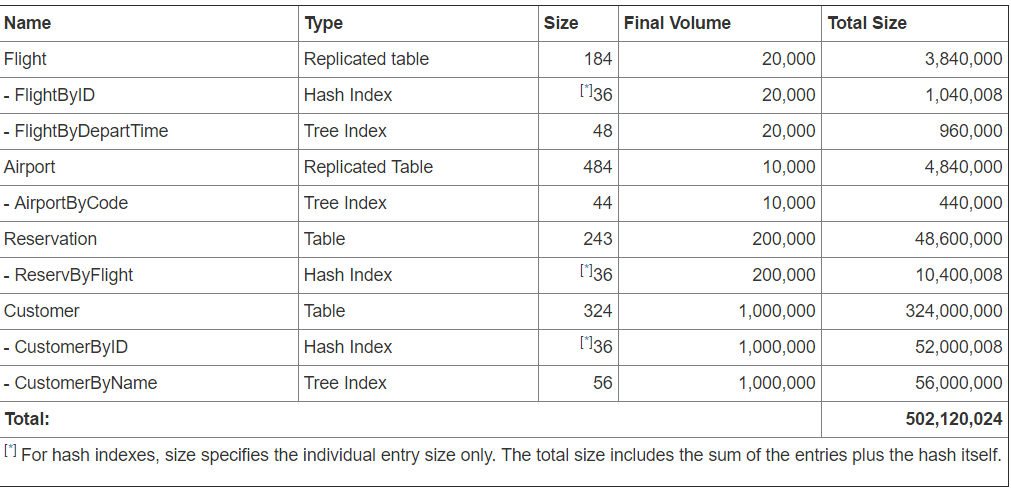 Name Type Size Final Volume Total Size
Flight Replicated table 184 20,000 3,840,000
- FlightByID Hash Index [*]36 20,000 1,040,008
- FlightByDepartTime Tree Index 48 20,000 960,000
Airport Replicated Table 484 10,000 4,840,000
- AirportByCode Tree Index 44 10,000 440,000
Reservation Table 243 200,000 48,600,000
- ReservByFlight Hash Index [*]36 200,000 10,400,008
Customer Table 324 1,000,000 324,000,000
- CustomerByID Hash Index [*]36 1,000,000 52,000,008
- CustomerByName Tree Index 56 1,000,000 56,000,000
Total: 502,120,024
[*] For hash indexes, size specifies the individual entry size only. The total size includes the sum of the entries plus the hash itself.